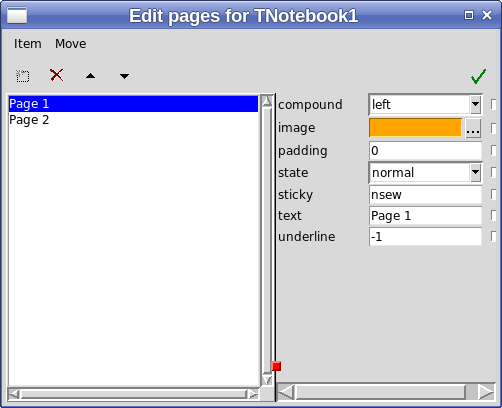 Edit pages for TNotebook1
Item Move
Page 1
Page 2
compound left
image ...
padding 0
state normal
sticky nsew
text Page 1
underline -1